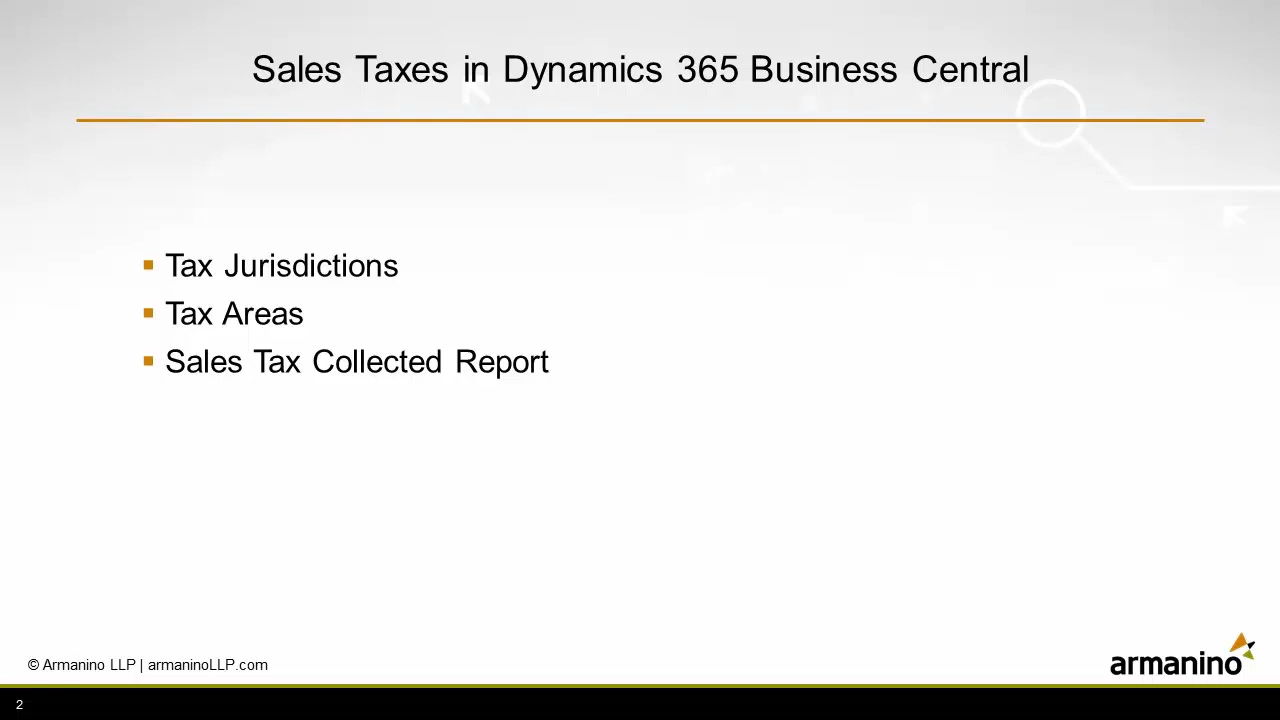 Sales Taxes in Dynamics 365 Business Central
Tax Jurisdictions
Tax Areas
Sales Tax Collected Report
© Armanino LLP | armaninoLLP.com
armanino
2